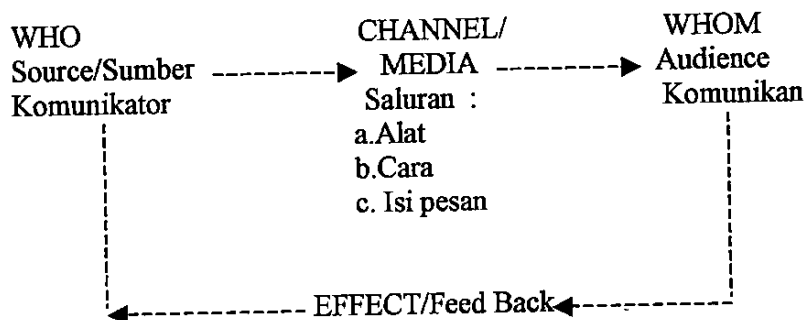 WHO
Source/Sumber
Komunikator
CHANNEL/
MEDIA
Saluran :
a.Alat
b.Cara
c. Isi pesan
WHOM
Audience
Komunikan
EFFECT/Feed Back